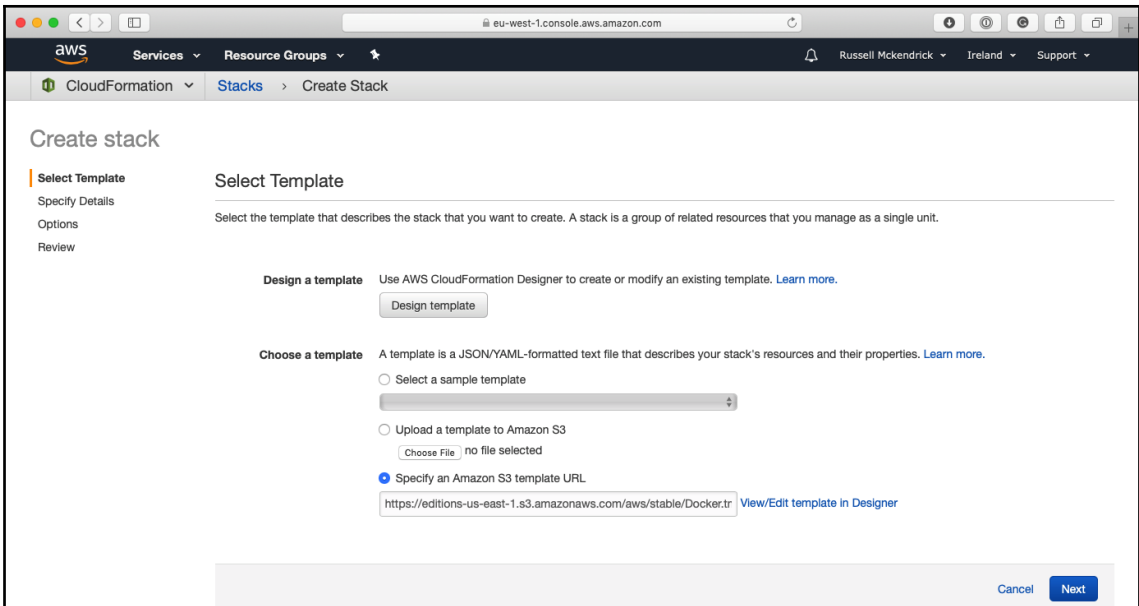 eu-west-1.console.aws.amazon.com
aws Services Resource Groups Russell Mckendrick Ireland Support
CloudFormation Stacks > Create Stack
Create stack
Select Template
Specify Details
Options
Review
Select Template
Select the template that describes the stack that you want to create. A stack is a group of related resources that you manage as a single unit.
Design a template Use AWS CloudFormation Designer to create or modify an existing template. Learn more.
Design template
Choose a template A template is a JSON/YAML-formatted text file that describes your stack's resources and their properties. Learn more.
Select a sample template
Upload a template to Amazon S3
Choose File no file selected
Specify an Amazon S3 template URL
https://editions-us-east-1.s3.amazonaws.com/aws/stable/Docker.tr View/Edit template in Designer
Cancel Next